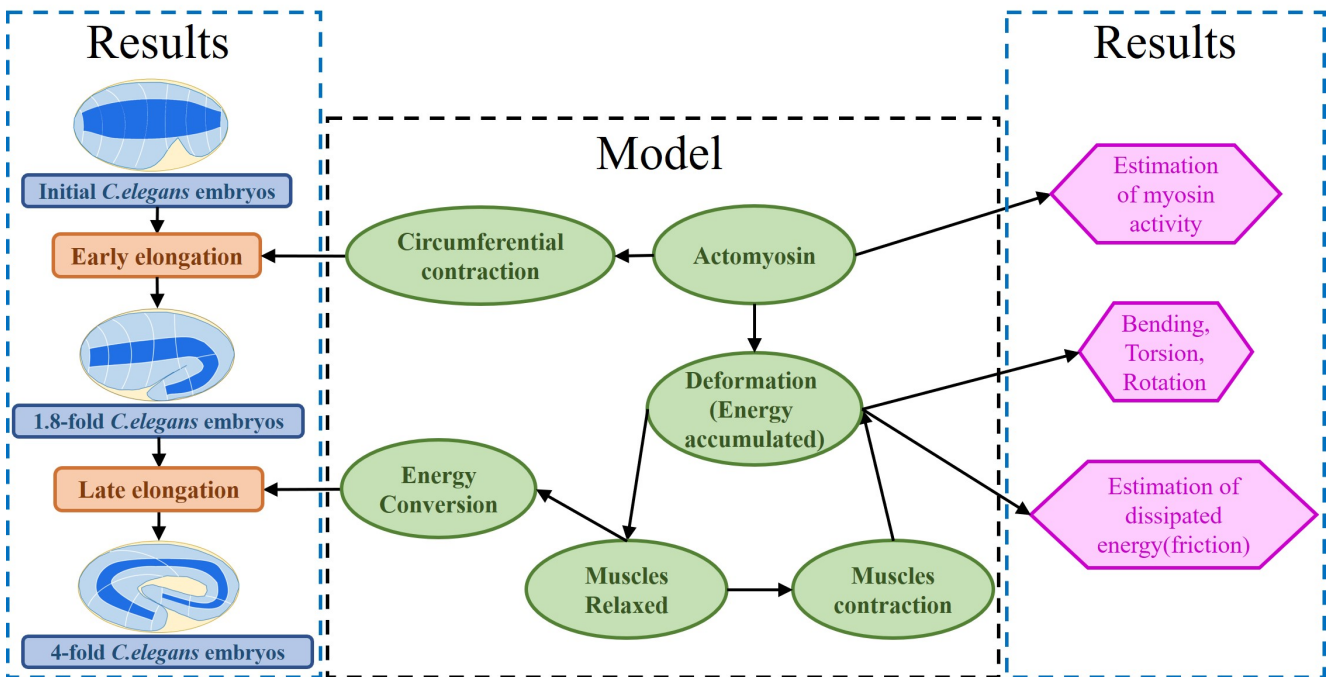 Results
Initial C.elegans embryos
Early elongation
1.8-fold C.elegans embryos
Late elongation
4-fold C.elegans embryos
Model
Circumferential
contraction
Actomyosin
Deformation
(Energy
accumulated)
Energy
Conversion
Muscles
Relaxed
Muscles
contraction
Results
Estimation
of myosin
activity
Bending,
Torsion,
Rotation
Estimation of
dissipated
energy(friction)